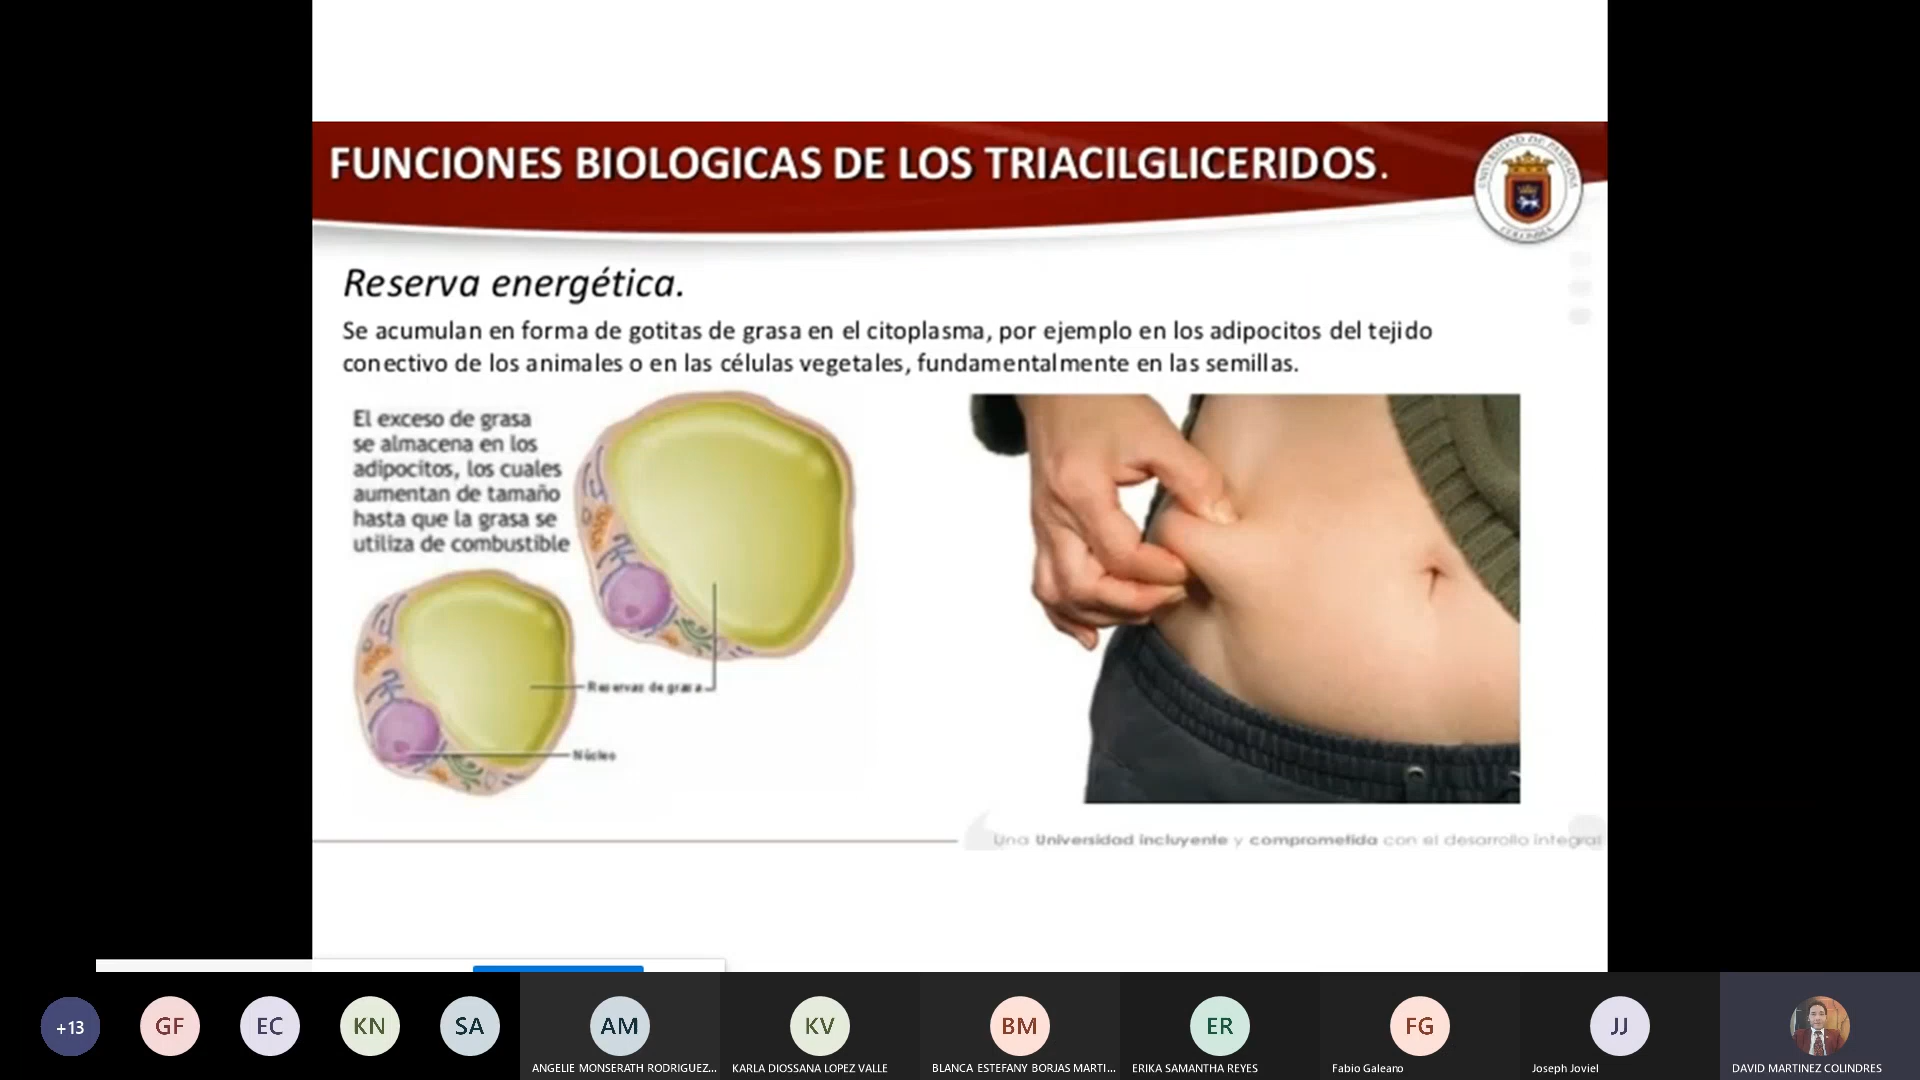 FUNCIONES BIOLOGICAS DE LOS TRIACILGLICERIDOS.
UNIVERSIDAD DE PAMPLONA
COLOMBIA
Reserva energética.
Se acumulan en forma de gotitas de grasa en el citoplasma, por ejemplo en los adipocitos del tejido
conectivo de los animales o en las células vegetales, fundamentalmente en las semillas.
El exceso de grasa
se almacena en los
adipocitos, los cuales
aumentan de tamaño
hasta que la grasa se
utiliza de combustible
Reservas de grasa
Núcleo
Una Universidad incluyente y comprometida con el desarrollo integral
+13
GF
EC
KN
SA
AM
KV
BM
ER
FG
JJ
ANGELIE MONSERATH RODRIGUEZ...
KARLA DIOSSANA LOPEZ VALLE
BLANCA ESTEFANY BORJAS MARTI...
ERIKA SAMANTHA REYES
Fabio Galeano
Joseph Joviel
DAVID MARTINEZ COLINDRES